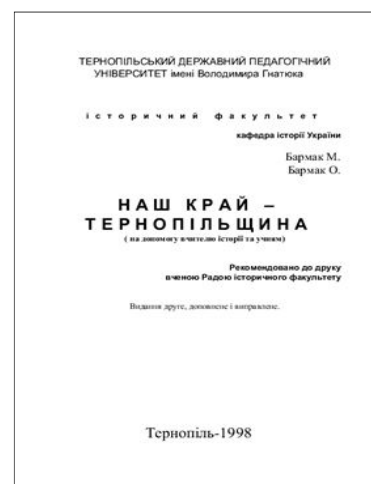 ТЕРНОПІЛЬСЬКИЙ ДЕРЖАВНИЙ ПЕДАГОГІЧНИЙ
УНІВЕРСИТЕТ імені Володимира Гнатюка
історичний факультет
кафедра історії України
Бармак М.
Бармак О.
НАШ КРАЙ –
ТЕРНОПІЛЬЩИНА
( на допомогу вчителю історії та учням)
Рекомендовано до друку
вченою Радою історичного факультету
Видання друге, доповнене і виправлене.
Тернопіль-1998